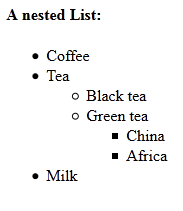 A nested List:
Coffee
Tea
Black tea
Green tea
China
Africa
Milk